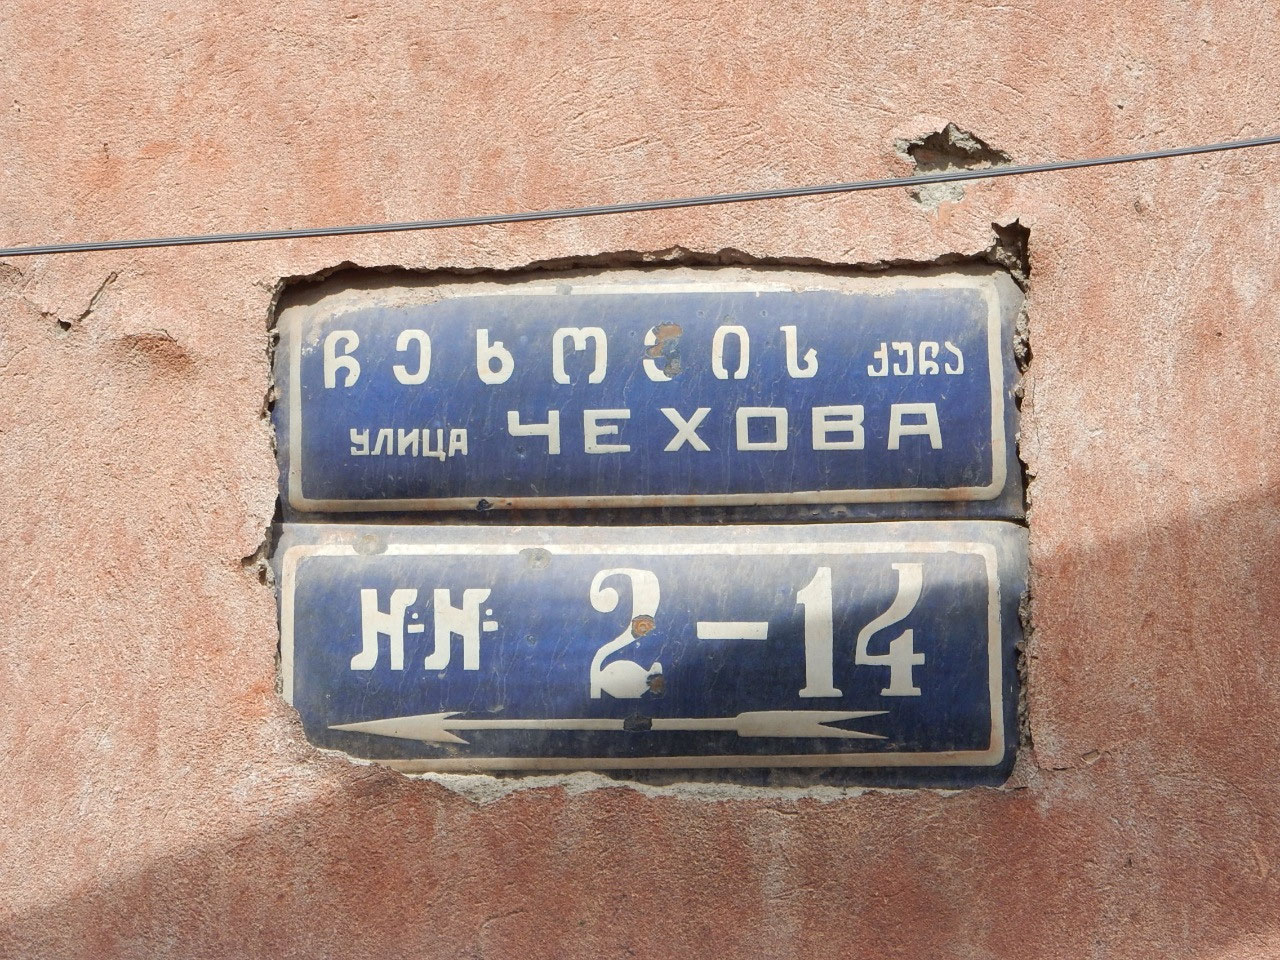 ჩეხოვის ქუჩა
улица ЧЕХОВА
№№ 2-14